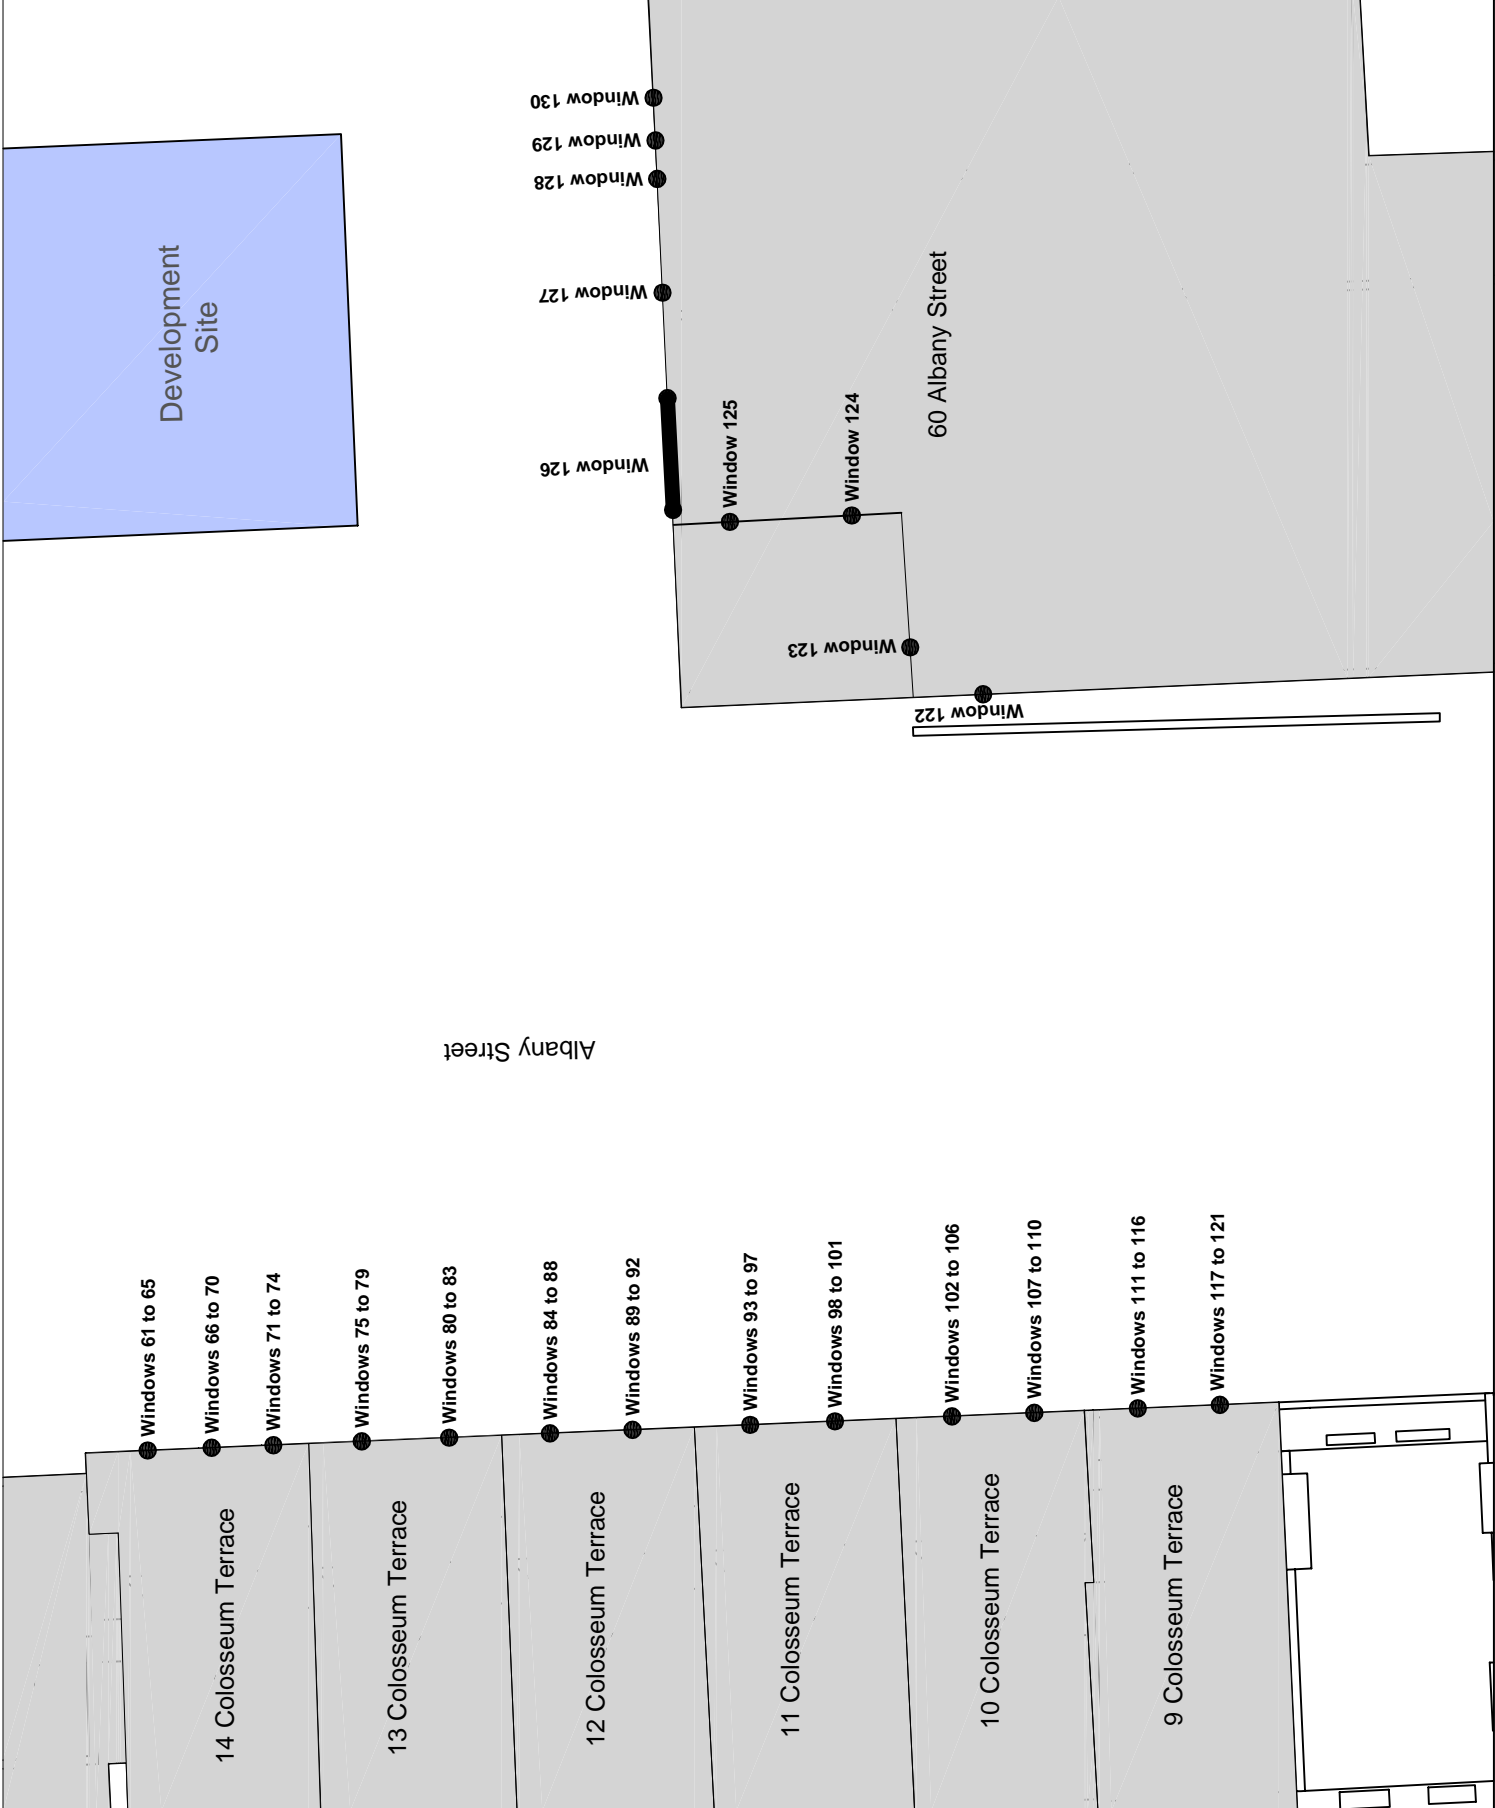 Window 130
Window 129
Window 128
Window 127
Window 126
Window 125
Window 124
Window 123
Window 122
Development
Site
60 Albany Street
Albany Street
Windows 61 to 65
Windows 66 to 70
Windows 71 to 74
Windows 75 to 79
Windows 80 to 83
Windows 84 to 88
Windows 89 to 92
Windows 93 to 97
Windows 98 to 101
Windows 102 to 106
Windows 107 to 110
Windows 111 to 116
Windows 117 to 121
14 Colosseum Terrace
13 Colosseum Terrace
12 Colosseum Terrace
11 Colosseum Terrace
10 Colosseum Terrace
9 Colosseum Terrace